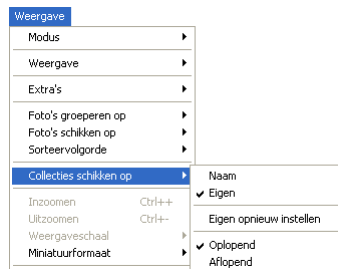 Weergave
Modus
Weergave
Extra's
Foto's groeperen op
Foto's schikken op
Sorteervolgorde
Collecties schikken op
Inzoomen Ctrl++
Uitzoomen Ctrl+-
Weergaveschaal
Miniatuurformaat
Naam
Eigen
Eigen opnieuw instellen
Oplopend
Aflopend